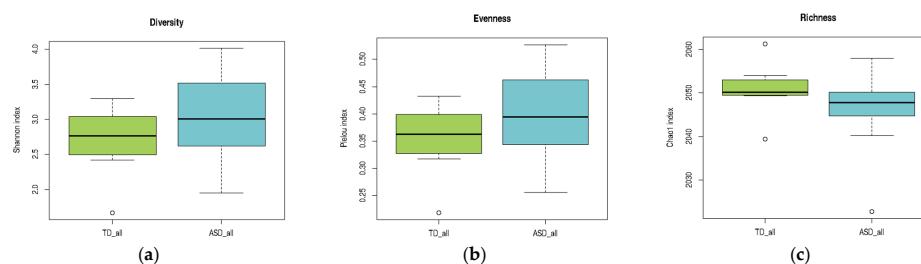 Diversity
Shannon index
4.0
3.5
3.0
2.5
2.0
TD_all
ASD_all
(a)
Evenness
Pielou index
0.50
0.45
0.40
0.35
0.30
0.25
TD_all
ASD_all
(b)
Richness
Chao1 index
2060
2050
2040
2030
TD_all
ASD_all
(c)